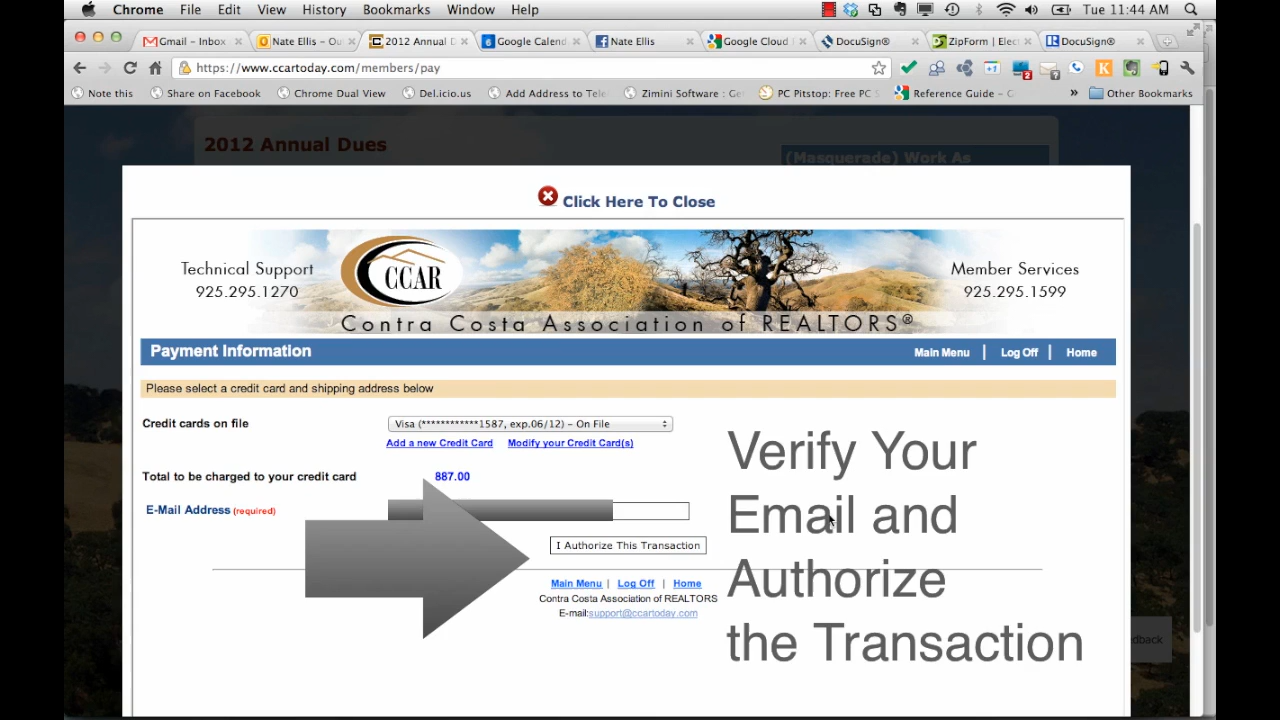 Chrome File Edit View History Bookmarks Window Help Tue 11:44 AM
Gmail – Inbox Nate Ellis – Ou 2012 Annual D Google Calend Nate Ellis Google Cloud DocuSign® ZipForm | Elect DocuSign®
https://www.ccartoday.com/members/pay
Note this Share on Facebook Chrome Dual View Del.icio.us Add Address to Tele Zimini Software : Ge PC Pitstop: Free PC S Reference Guide – G » Other Bookmarks
2012 Annual Dues
(Masquerade) Work As
Click Here To Close
Technical Support
925.295.1270
CCAR
Member Services
925.295.1599
Contra Costa Association of REALTORS®
Payment Information Main Menu | Log Off | Home
Please select a credit card and shipping address below
Credit cards on file Visa (************1587, exp.06/12) – On File
Add a new Credit Card Modify your Credit Card(s)
Total to be charged to your credit card 887.00
E-Mail Address (required)
I Authorize This Transaction
Main Menu | Log Off | Home
Contra Costa Association of REALTORS
E-mail:support@ccartoday.com
Verify Your
Email and
Authorize
the Transaction
dback